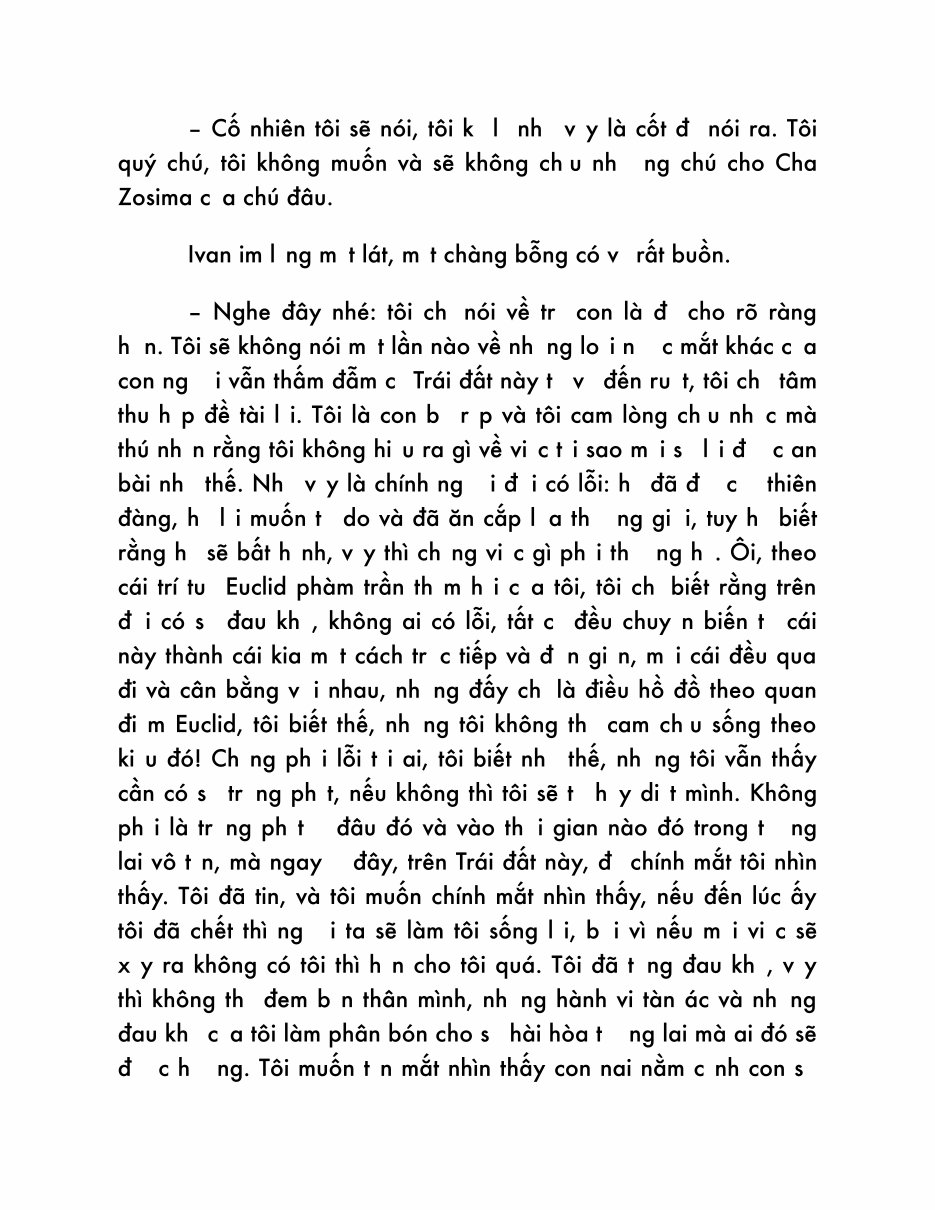 – Cố nhiên tôi sẽ nói, tôi k l nh v y là cốt đ nói ra. Tôi
quý chú, tôi không muốn và sẽ không ch u nh ng chú cho Cha
Zosima c a chú đâu.
Ivan im l ng m t lát, m t chàng bỗng có v rất buồn.
– Nghe đây nhé: tôi ch nói về tr con là đ cho rõ ràng
h n. Tôi sẽ không nói m t lần nào về nh ng lo i n c mắt khác c a
con ng i vẫn thấm đẫm c Trái đất này t v đến ru t, tôi ch tâm
thu h p đề tài l i. Tôi là con b r p và tôi cam lòng ch u nh c mà
thú nh n rằng tôi không hi u ra gì về vi c t i sao m i s l i đ c an
bài nh thế. Nh v y là chính ng i đ i có lỗi: h đã đ c thiên
đàng, h l i muốn t do và đã ăn cắp l a th ng gi i, tuy h biết
rằng h sẽ bất h nh, v y thì ch ng vi c gì ph i th ng h . Ôi, theo
cái trí tu Euclid phàm trần th m h i c a tôi, tôi ch biết rằng trên
đ i có s đau kh , không ai có lỗi, tất c đều chuy n biến t cái
này thành cái kia m t cách tr c tiếp và đ n gi n, m i cái đều qua
đi và cân bằng v i nhau, nh ng đấy ch là điều hồ đồ theo quan
đi m Euclid, tôi biết thế, nh ng tôi không th cam ch u sống theo
ki u đó! Ch ng ph i lỗi t i ai, tôi biết nh thế, nh ng tôi vẫn thấy
cần có s tr ng ph t, nếu không thì tôi sẽ t h y di t mình. Không
ph i là tr ng ph t đâu đó và vào th i gian nào đó trong t ng
lai vô t n, mà ngay đây, trên Trái đất này, đ chính mắt tôi nhìn
thấy. Tôi đã tin, và tôi muốn chính mắt nhìn thấy, nếu đến lúc ấy
tôi đã chết thì ng i ta sẽ làm tôi sống l i, b i vì nếu m i vi c sẽ
x y ra không có tôi thì h n cho tôi quá. Tôi đã t ng đau kh , v y
thì không th đem b n thân mình, nh ng hành vi tàn ác và nh ng
đau kh c a tôi làm phân bón cho s hài hòa t ng lai mà ai đó sẽ
đ c h ng. Tôi muốn t n mắt nhìn thấy con nai nằm c nh con s